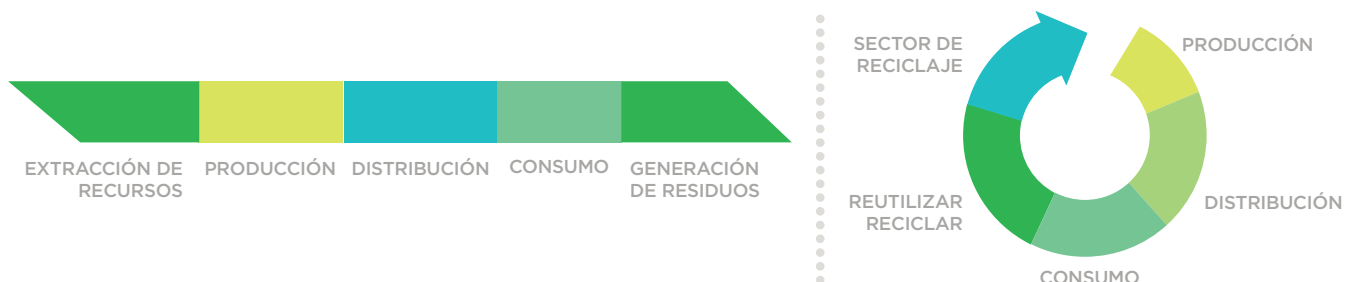 EXTRACCIÓN DE
RECURSOS
PRODUCCIÓN
DISTRIBUCIÓN
CONSUMO
GENERACIÓN
DE RESIDUOS
SECTOR DE
RECICLAJE
PRODUCCIÓN
REUTILIZAR
RECICLAR
DISTRIBUCIÓN
CONSUMO